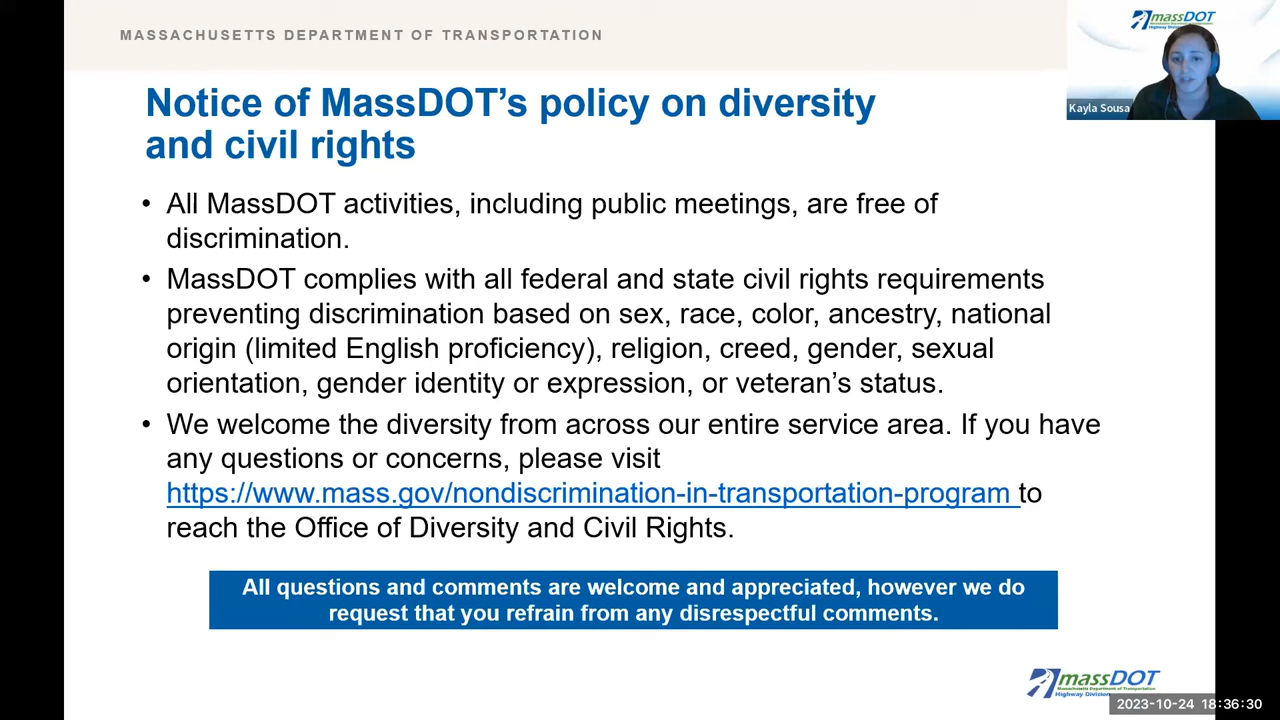 MASSACHUSETTS DEPARTMENT OF TRANSPORTATION
massDOT
Highway Division
Kayla Sousa
Notice of MassDOT’s policy on diversity
and civil rights
• All MassDOT activities, including public meetings, are free of
discrimination.
• MassDOT complies with all federal and state civil rights requirements
preventing discrimination based on sex, race, color, ancestry, national
origin (limited English proficiency), religion, creed, gender, sexual
orientation, gender identity or expression, or veteran’s status.
• We welcome the diversity from across our entire service area. If you have
any questions or concerns, please visit
https://www.mass.gov/nondiscrimination-in-transportation-program to
reach the Office of Diversity and Civil Rights.
All questions and comments are welcome and appreciated, however we do
request that you refrain from any disrespectful comments.
massDOT
Massachusetts Department of Transportation
Highway Division
2023-10-24 18:36:30